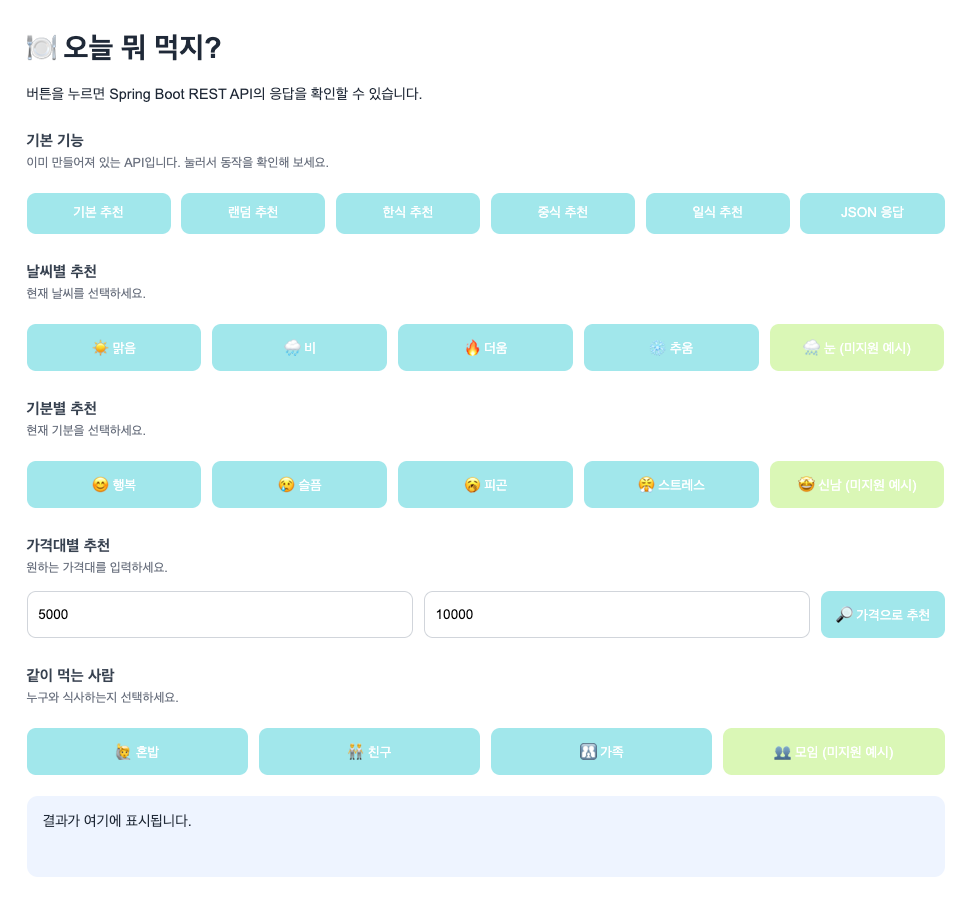 🍽️ 오늘 뭐 먹지?
버튼을 누르면 Spring Boot REST API의 응답을 확인할 수 있습니다.
기본 기능
이미 만들어져 있는 API입니다. 눌러서 동작을 확인해 보세요.
기본 추천 랜덤 추천 한식 추천 중식 추천 일식 추천 JSON 응답
날씨별 추천
현재 날씨를 선택하세요.
☀️ 맑음 🌧️ 비 🔥 더움 ❄️ 추움 🌨️ 눈 (미지원 예시)
기분별 추천
현재 기분을 선택하세요.
😊 행복 😢 슬픔 🥱 피곤 😤 스트레스 🤩 신남 (미지원 예시)
가격대별 추천
원하는 가격대를 입력하세요.
5000 10000 🔎 가격으로 추천
같이 먹는 사람
누구와 식사하는지 선택하세요.
🙋 혼밥 👬 친구 👪 가족 👥 모임 (미지원 예시)
결과가 여기에 표시됩니다.